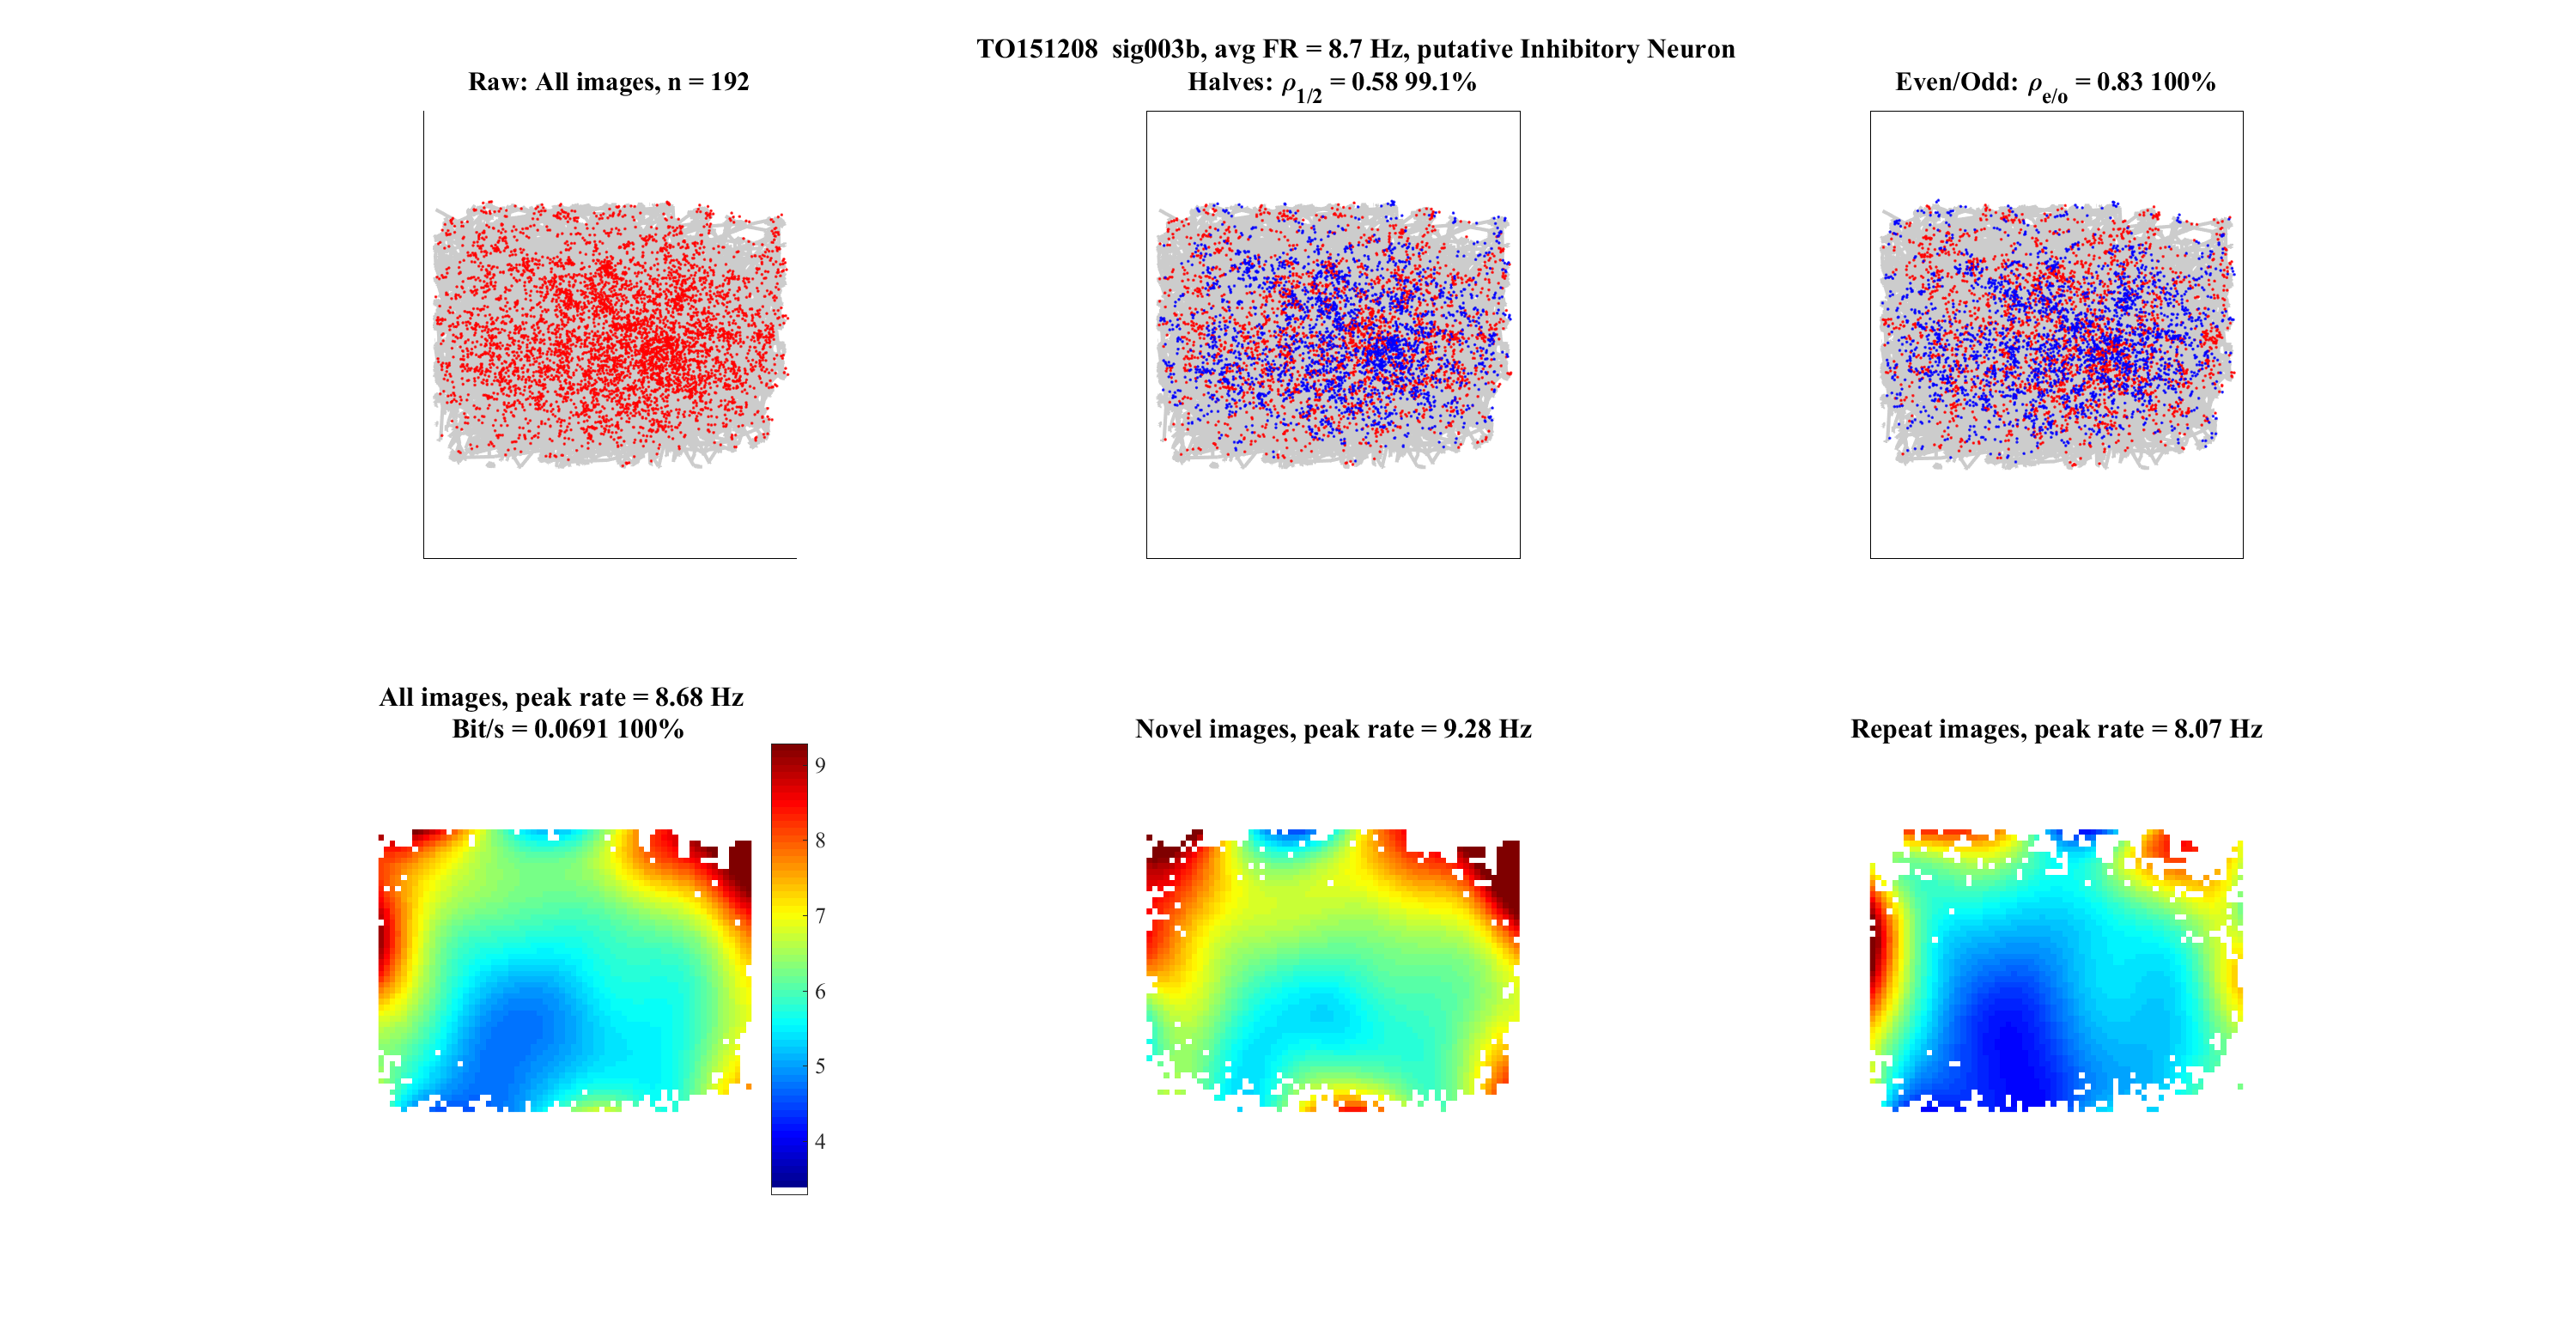 TO151208  sig003b, avg FR = 8.7 Hz, putative Inhibitory Neuron
Raw: All images, n = 192
Halves: ρ1/2 = 0.58 99.1%
Even/Odd: ρe/o = 0.83 100%
All images, peak rate = 8.68 Hz
Bit/s = 0.0691 100%
Novel images, peak rate = 9.28 Hz
Repeat images, peak rate = 8.07 Hz
9
8
7
6
5
4